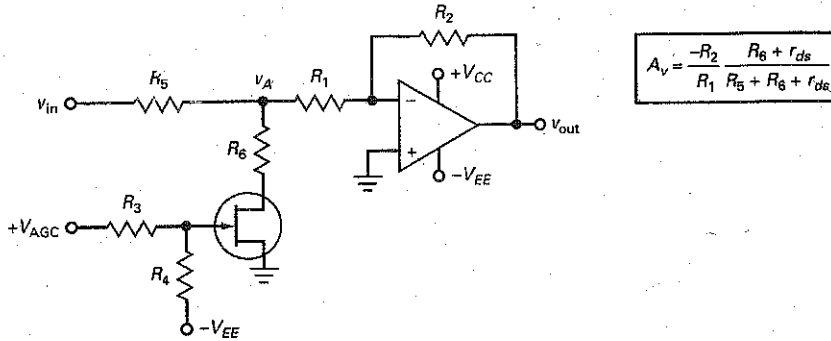 R2
+VCC
R5
vA
R1
vin
−
vout
R6
+
−VEE
R3
+VAGC
R4
−VEE
Av = −R2/R1 (R6 + rds)/(R5 + R6 + rds)